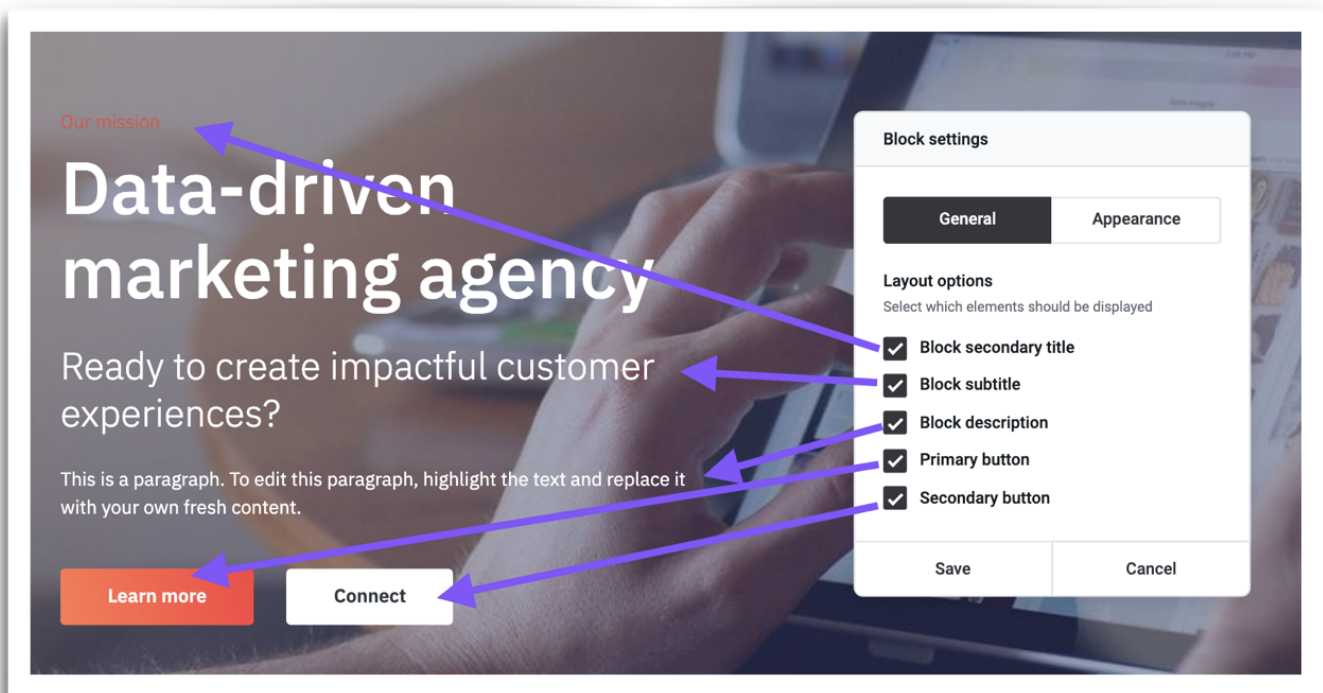 Our mission
Data-driven
marketing agency
Ready to create impactful customer
experiences?
This is a paragraph. To edit this paragraph, highlight the text and replace it
with your own fresh content.
Learn more
Connect
Block settings
General
Appearance
Layout options
Select which elements should be displayed
Block secondary title
Block subtitle
Block description
Primary button
Secondary button
Save
Cancel